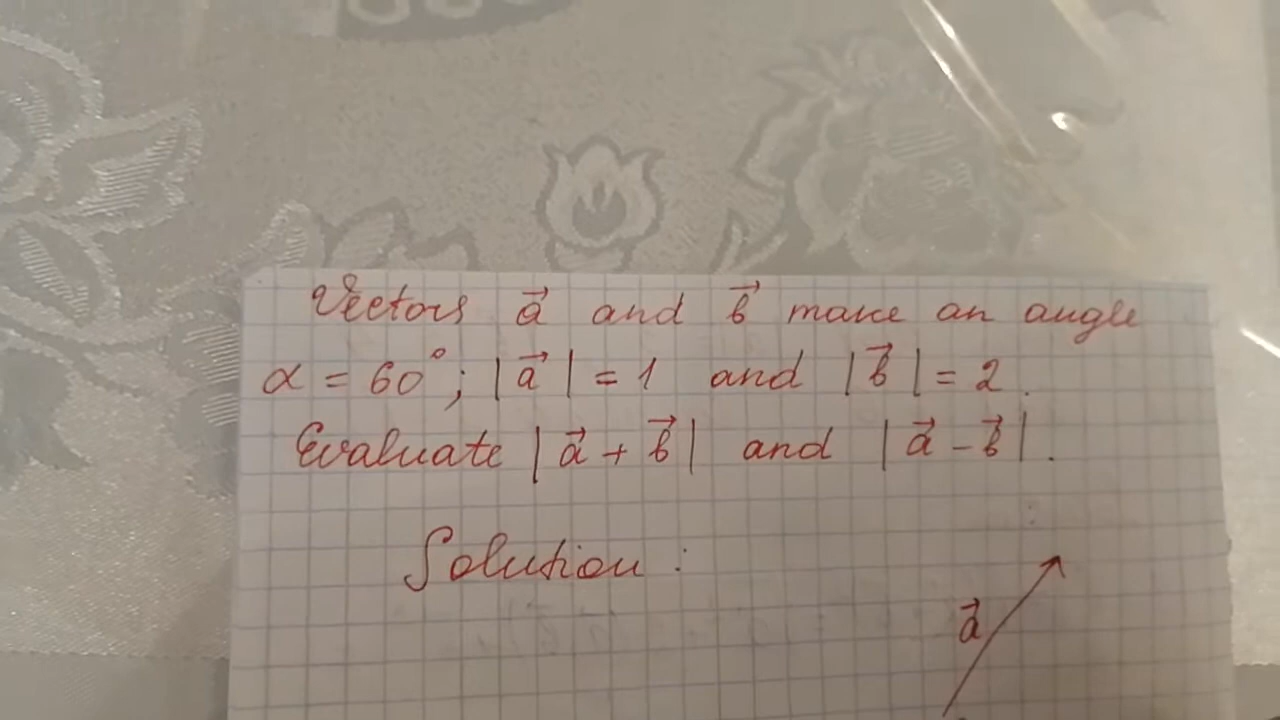 Vectors a⃗ and b⃗ make an angle
α = 60°; |a⃗| = 1 and |b⃗| = 2.
Evaluate |a⃗ + b⃗| and |a⃗ - b⃗|.
Solution:
a⃗